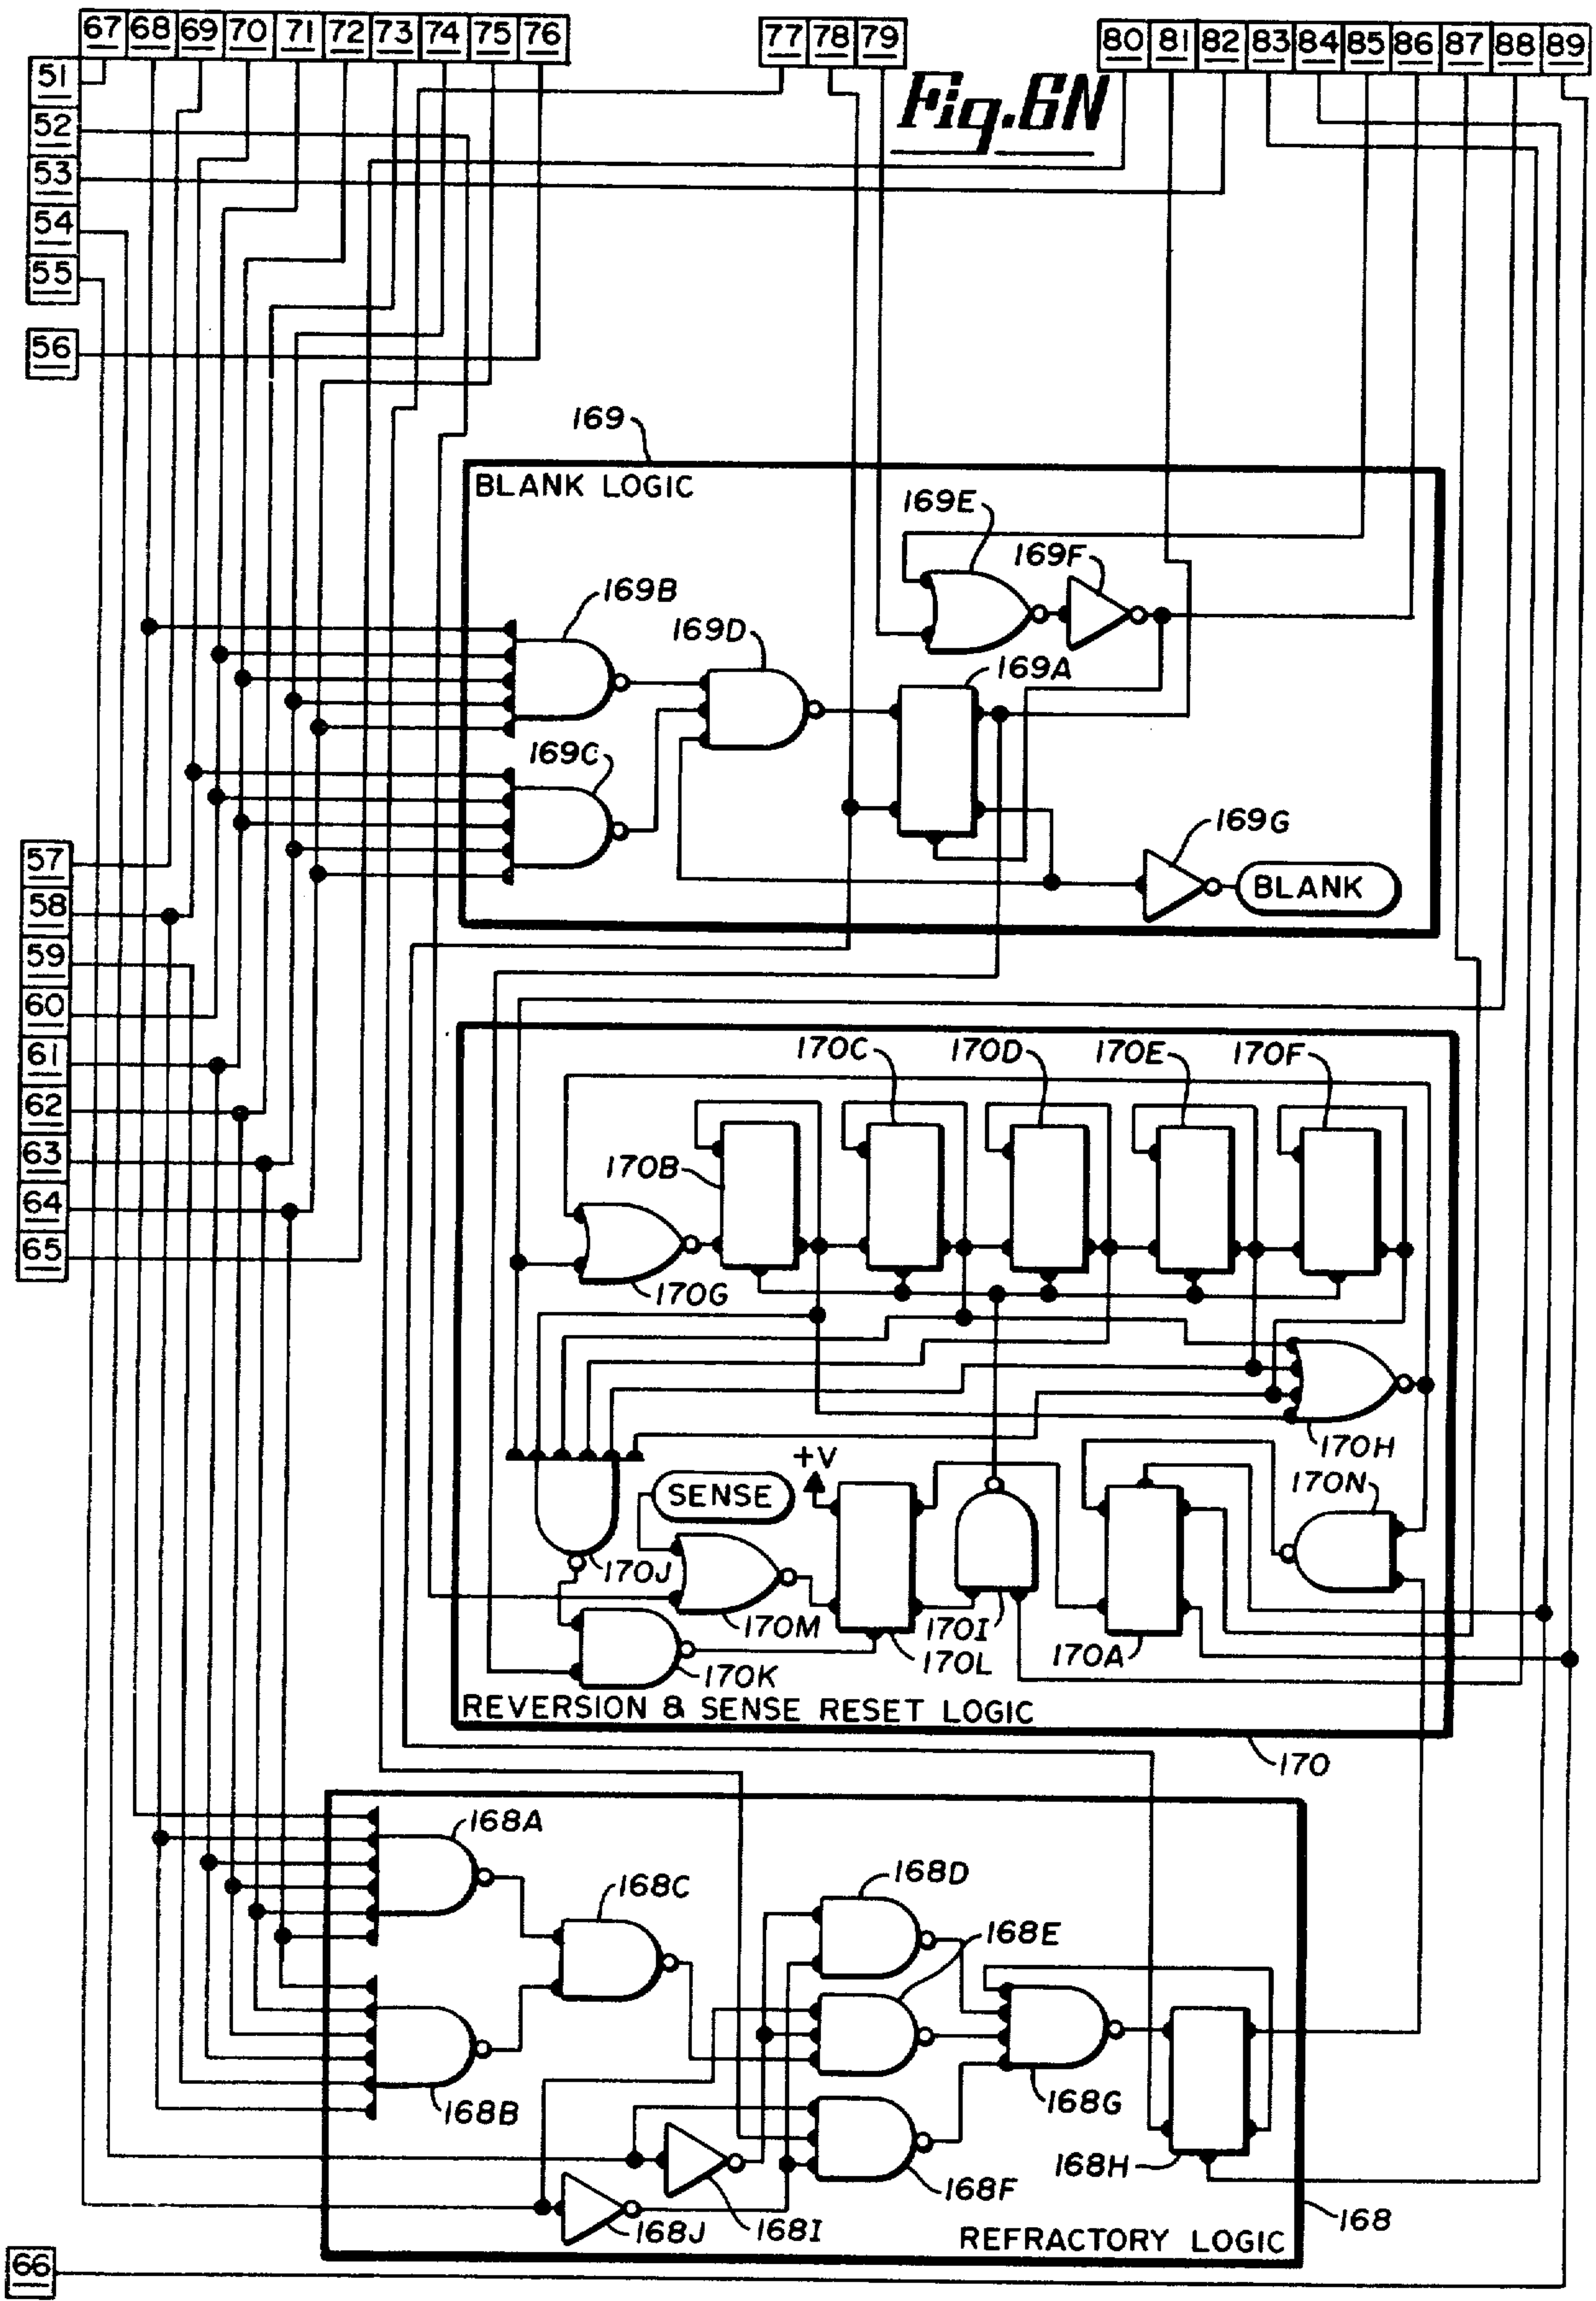 67 68 69 70 71 72 73 74 75 76 77 78 79 80 81 82 83 84 85 86 87 88 89
51
52
53
54
55
56
Fig. 6N
169
BLANK LOGIC
169E
169F
169B
169D
169A
169C
169G
BLANK
57
58
59
60
61
62
63
64
65
170C 170D 170E 170F
170B
170G
170H
+V
170N
SENSE
170J
170M
170I
170A
170L
170K
REVERSION & SENSE RESET LOGIC
170
168A
168C
168D
168E
168B
168G
168H
168F
168J
168I
168
REFRACTORY LOGIC
66